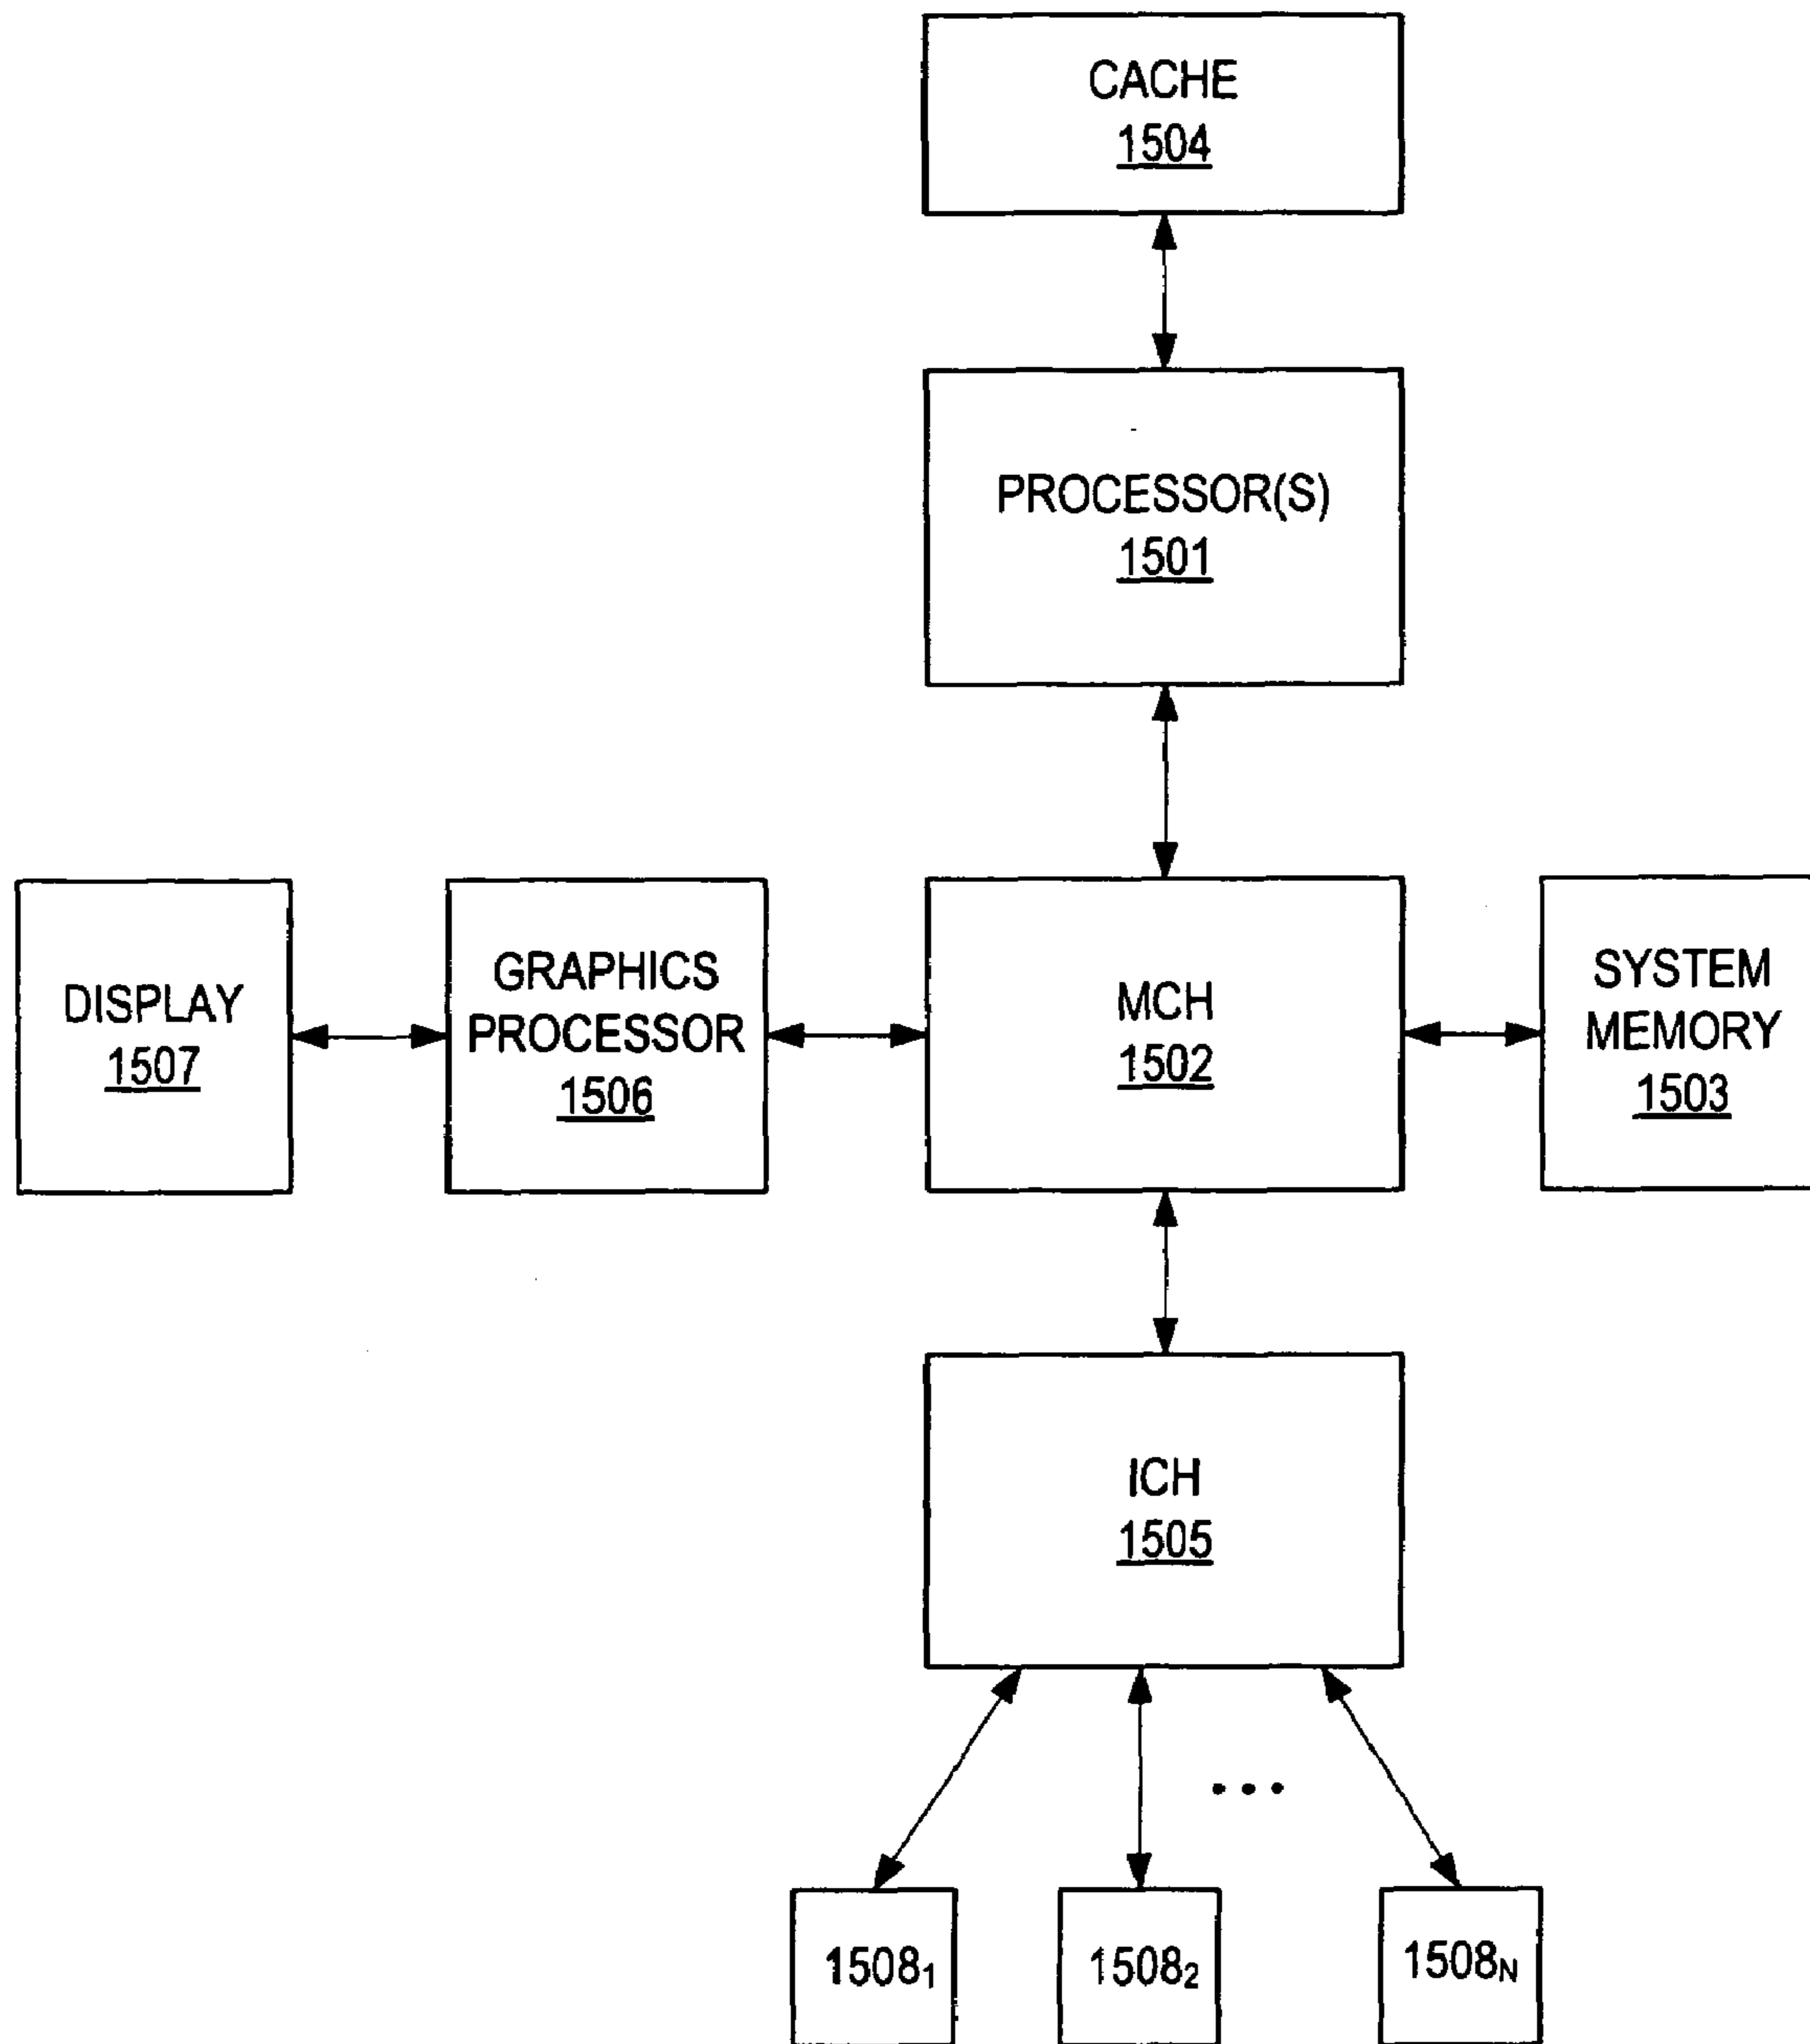 CACHE
1504
PROCESSOR(S)
1501
DISPLAY
1507
GRAPHICS
PROCESSOR
1506
MCH
1502
SYSTEM
MEMORY
1503
ICH
1505
...
1508₁
1508₂
1508N